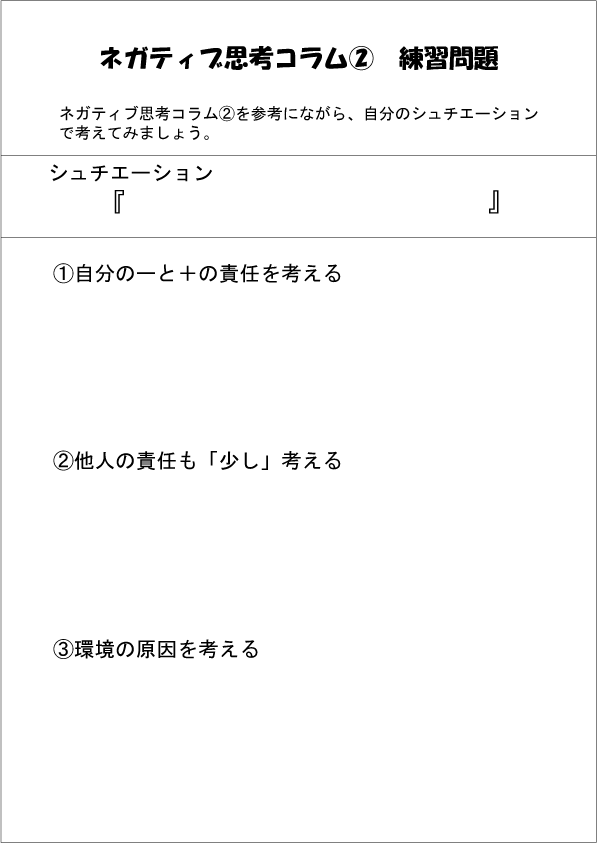 ネガティブ思考コラム②　練習問題
ネガティブ思考コラム②を参考にながら、自分のシュチエーション
で考えてみましょう。
シュチエーション
『　　　　　　　　　　　　　　　　　　』
①自分の－と＋の責任を考える
②他人の責任も「少し」考える
③環境の原因を考える